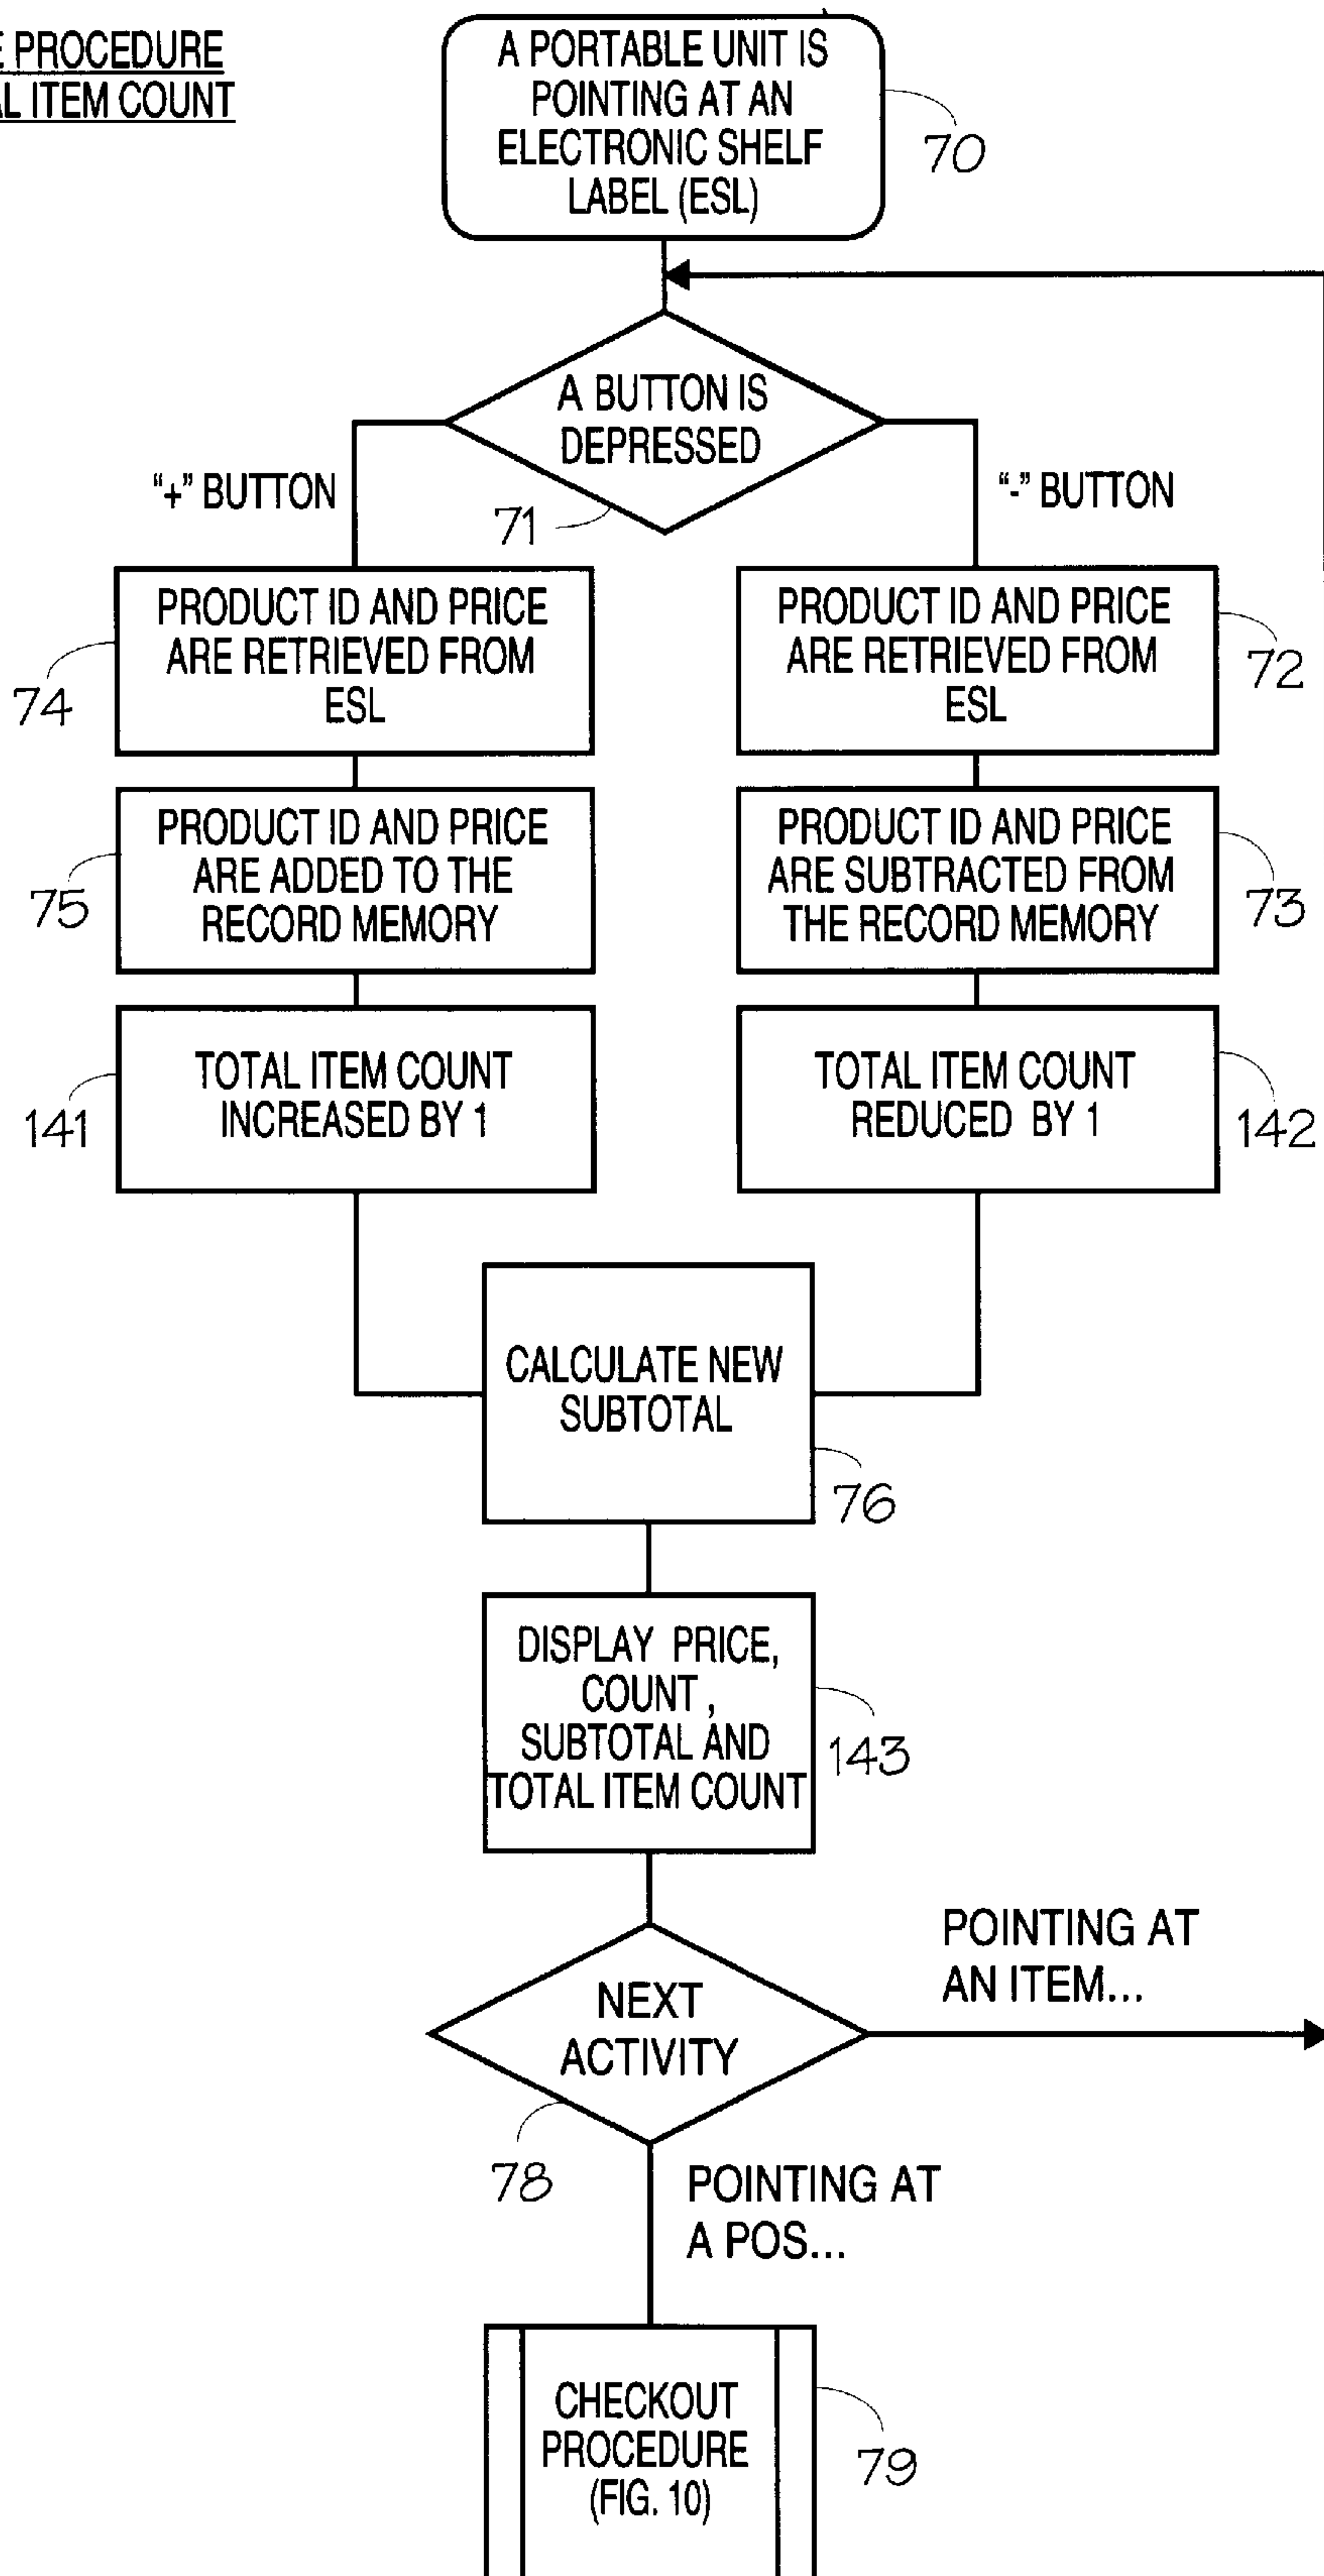 PROCEDURE
ITEM COUNT
A PORTABLE UNIT IS
POINTING AT AN
ELECTRONIC SHELF
LABEL (ESL)
70
A BUTTON IS
DEPRESSED
71
“+” BUTTON
“-” BUTTON
PRODUCT ID AND PRICE
ARE RETRIEVED FROM
ESL
74
PRODUCT ID AND PRICE
ARE RETRIEVED FROM
ESL
72
PRODUCT ID AND PRICE
ARE ADDED TO THE
RECORD MEMORY
75
PRODUCT ID AND PRICE
ARE SUBTRACTED FROM
THE RECORD MEMORY
73
TOTAL ITEM COUNT
INCREASED BY 1
141
TOTAL ITEM COUNT
REDUCED BY 1
142
CALCULATE NEW
SUBTOTAL
76
DISPLAY PRICE,
COUNT ,
SUBTOTAL AND
TOTAL ITEM COUNT
143
NEXT
ACTIVITY
78
POINTING AT
AN ITEM...
POINTING AT
A POS...
CHECKOUT
PROCEDURE
(FIG. 10)
79